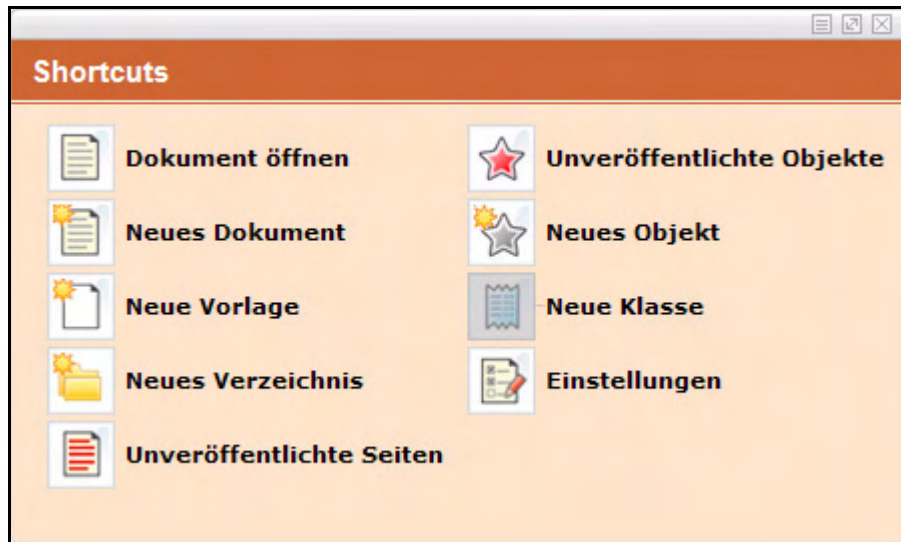 Shortcuts
Dokument öffnen
Neues Dokument
Neue Vorlage
Neues Verzeichnis
Unveröffentlichte Seiten
Unveröffentlichte Objekte
Neues Objekt
Neue Klasse
Einstellungen